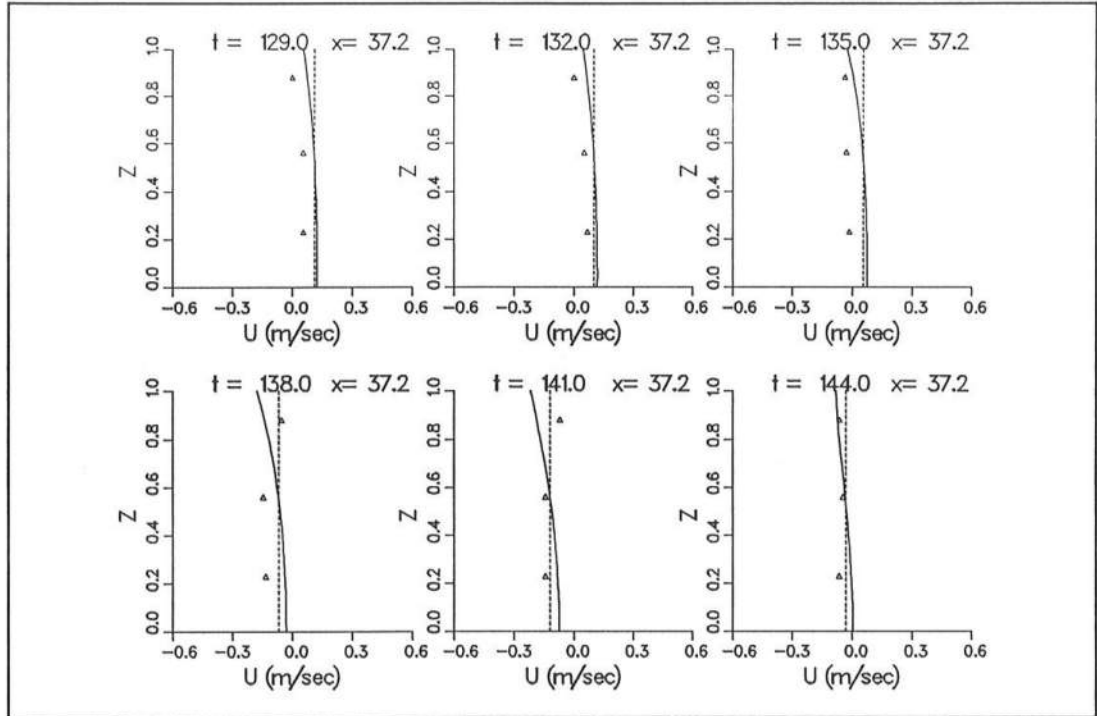 t = 129.0 x= 37.2
t = 132.0 x= 37.2
t = 135.0 x= 37.2
1.0
0.8
0.6
0.4
0.2
0.0
Z
1.0
0.8
0.6
0.4
0.2
0.0
Z
1.0
0.8
0.6
0.4
0.2
0.0
Z
-0.6 -0.3 0.0 0.3 0.6
-0.6 -0.3 0.0 0.3 0.6
-0.6 -0.3 0.0 0.3 0.6
U (m/sec)
U (m/sec)
U (m/sec)
t = 138.0 x= 37.2
t = 141.0 x= 37.2
t = 144.0 x= 37.2
1.0
0.8
0.6
0.4
0.2
0.0
Z
1.0
0.8
0.6
0.4
0.2
0.0
Z
1.0
0.8
0.6
0.4
0.2
0.0
Z
-0.6 -0.3 0.0 0.3 0.6
-0.6 -0.3 0.0 0.3 0.6
-0.6 -0.3 0.0 0.3 0.6
U (m/sec)
U (m/sec)
U (m/sec)